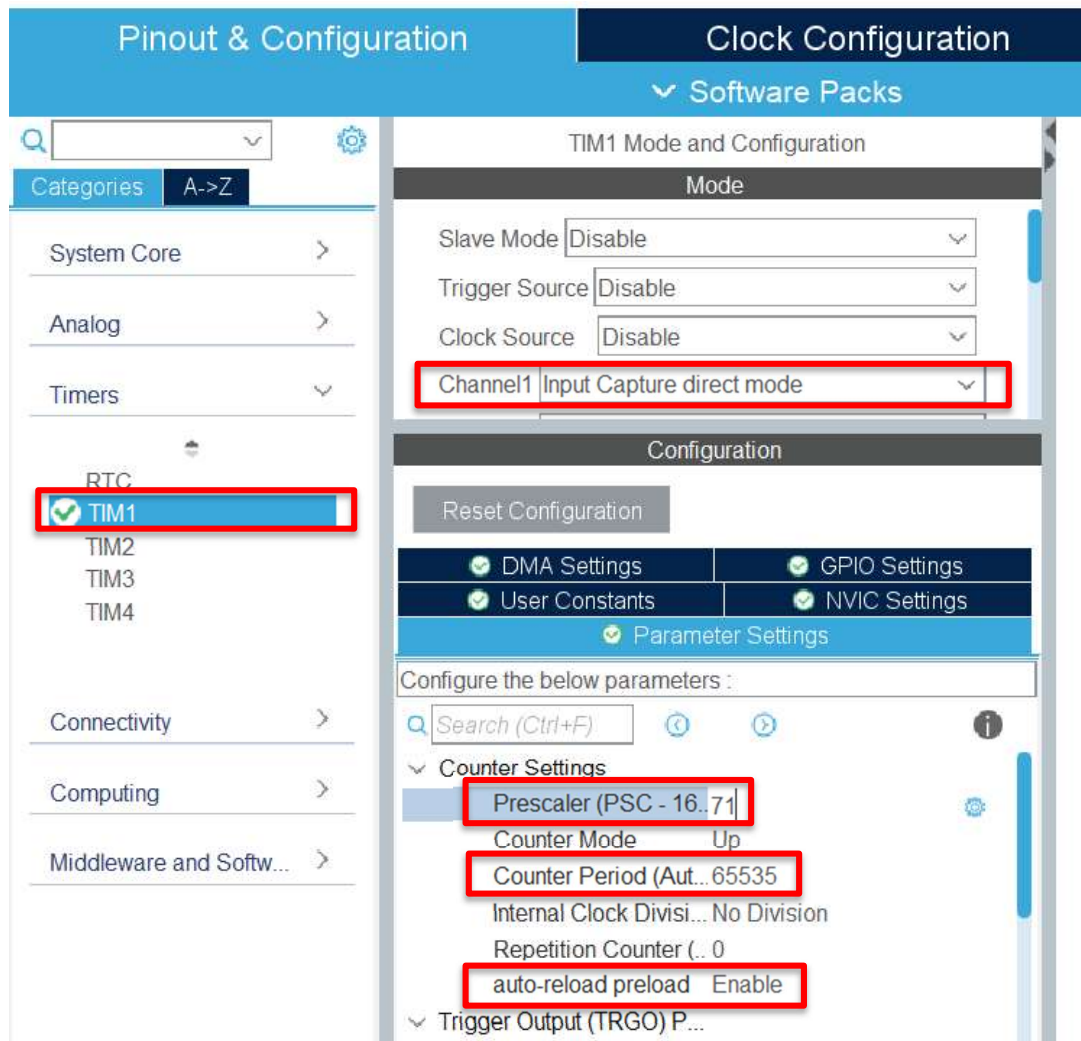 Pinout & Configuration
Clock Configuration
Software Packs
Categories
A->Z
System Core
Analog
Timers
RTC
TIM1
TIM2
TIM3
TIM4
Connectivity
Computing
Middleware and Softw...
TIM1 Mode and Configuration
Mode
Slave Mode Disable
Trigger Source Disable
Clock Source Disable
Channel1 Input Capture direct mode
Configuration
Reset Configuration
DMA Settings
GPIO Settings
User Constants
NVIC Settings
Parameter Settings
Configure the below parameters :
Search (Ctrl+F)
Counter Settings
Prescaler (PSC - 16.. 71
Counter Mode Up
Counter Period (Aut... 65535
Internal Clock Divisi... No Division
Repetition Counter (.. 0
auto-reload preload Enable
Trigger Output (TRGO) P...